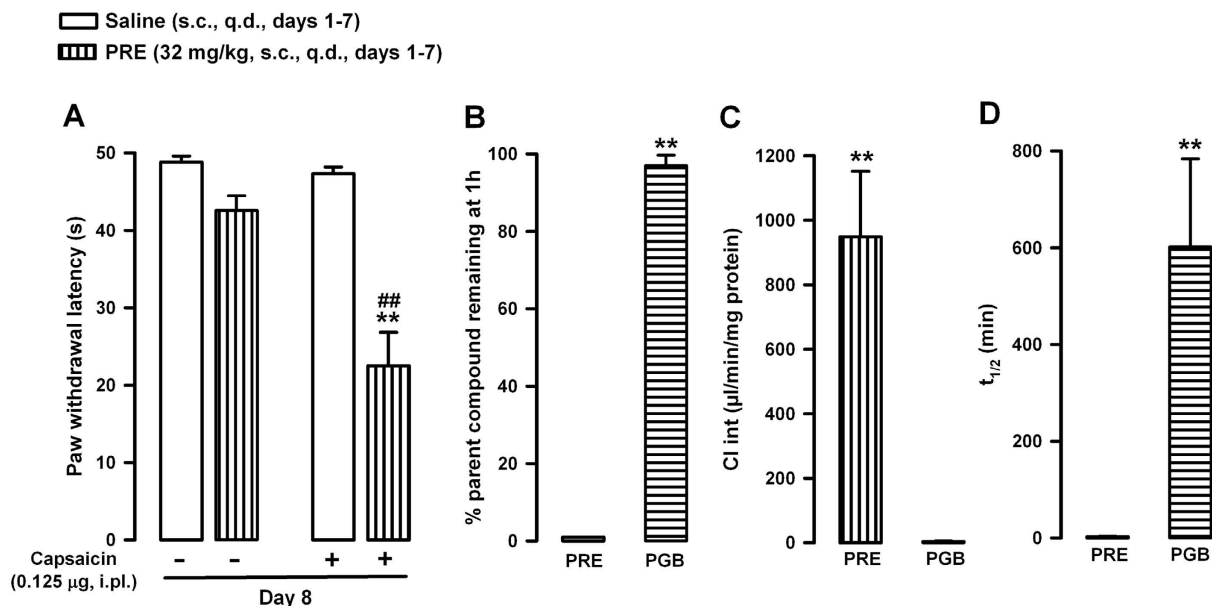 Saline (s.c., q.d., days 1-7)
PRE (32 mg/kg, s.c., q.d., days 1-7)
A
Paw withdrawal latency (s)
50
40
30
20
10
0
##
**
Capsaicin
(0.125 µg, i.pl.)
− − + +
Day 8
B
% parent compound remaining at 1h
100
80
60
40
20
0
**
PRE PGB
C
Cl int (µl/min/mg protein)
1200
1000
800
600
400
200
0
**
PRE PGB
D
t1/2 (min)
800
600
400
200
0
**
PRE PGB